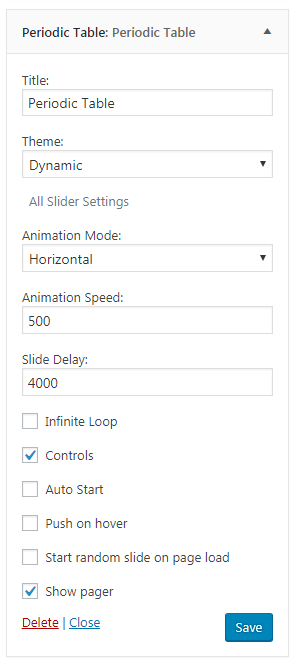 Periodic Table: Periodic Table
Title:
Periodic Table
Theme:
Dynamic
All Slider Settings
Animation Mode:
Horizontal
Animation Speed:
500
Slide Delay:
4000
Infinite Loop
Controls
Auto Start
Push on hover
Start random slide on page load
Show pager
Delete | Close
Save